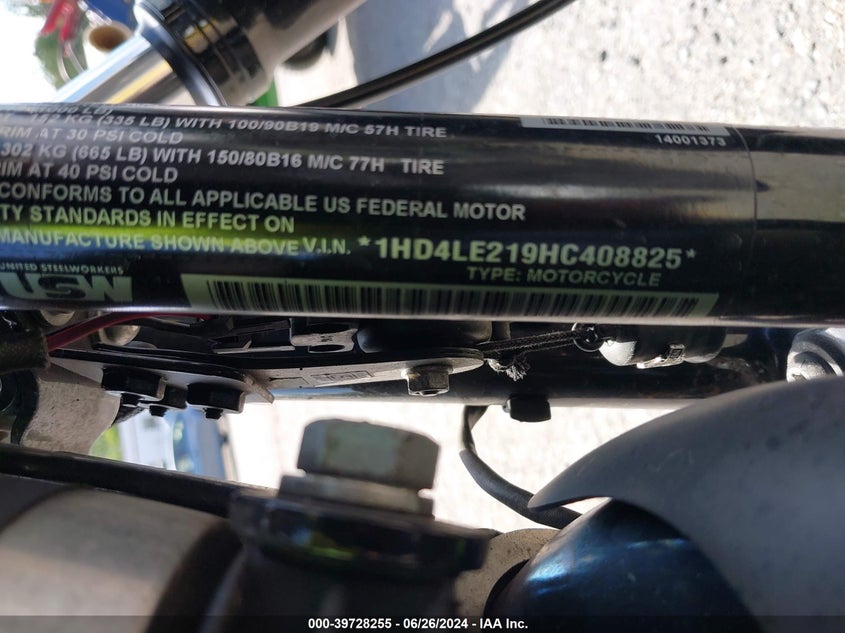 KG (335 LB) WITH 100/90B19 M/C 57H TIRE
RIM AT 30 PSI COLD
14001373
302 KG (665 LB) WITH 150/80B16 M/C 77H TIRE
IM AT 40 PSI COLD
CONFORMS TO ALL APPLICABLE US FEDERAL MOTOR
TY STANDARDS IN EFFECT ON
MANUFACTURE SHOWN ABOVE V.I.N. *1HD4LE219HC408825*
TYPE: MOTORCYCLE
UNITED STEELWORKERS
USW
000-39728255 - 06/26/2024 - IAA Inc.